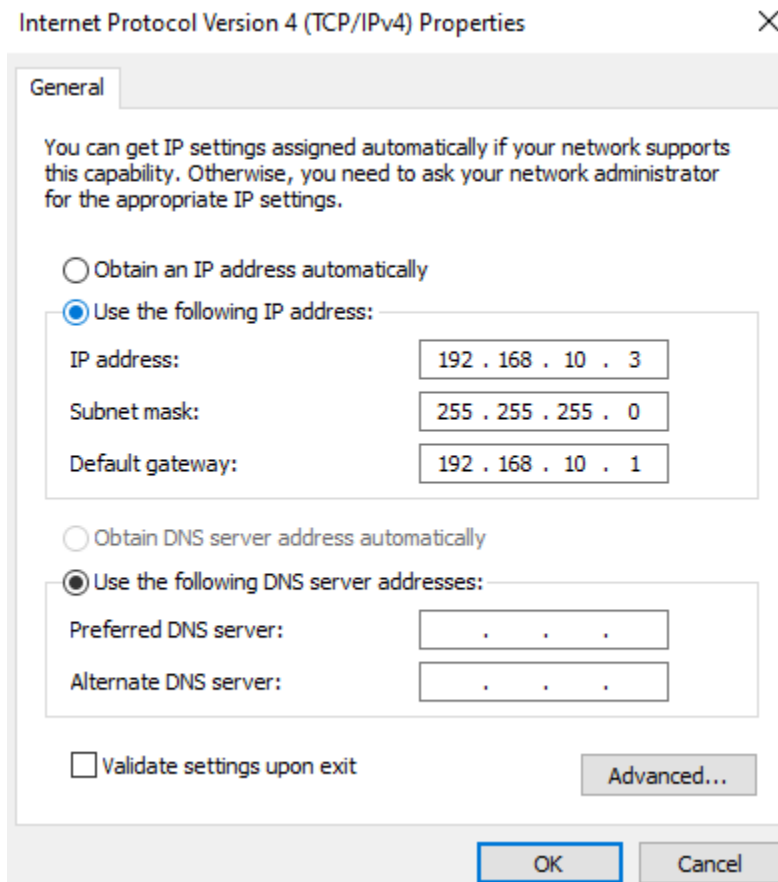 Internet Protocol Version 4 (TCP/IPv4) Properties
General
You can get IP settings assigned automatically if your network supports
this capability. Otherwise, you need to ask your network administrator
for the appropriate IP settings.
Obtain an IP address automatically
Use the following IP address:
IP address: 192 . 168 . 10 . 3
Subnet mask: 255 . 255 . 255 . 0
Default gateway: 192 . 168 . 10 . 1
Obtain DNS server address automatically
Use the following DNS server addresses:
Preferred DNS server: . . .
Alternate DNS server: . . .
Validate settings upon exit
Advanced...
OK Cancel